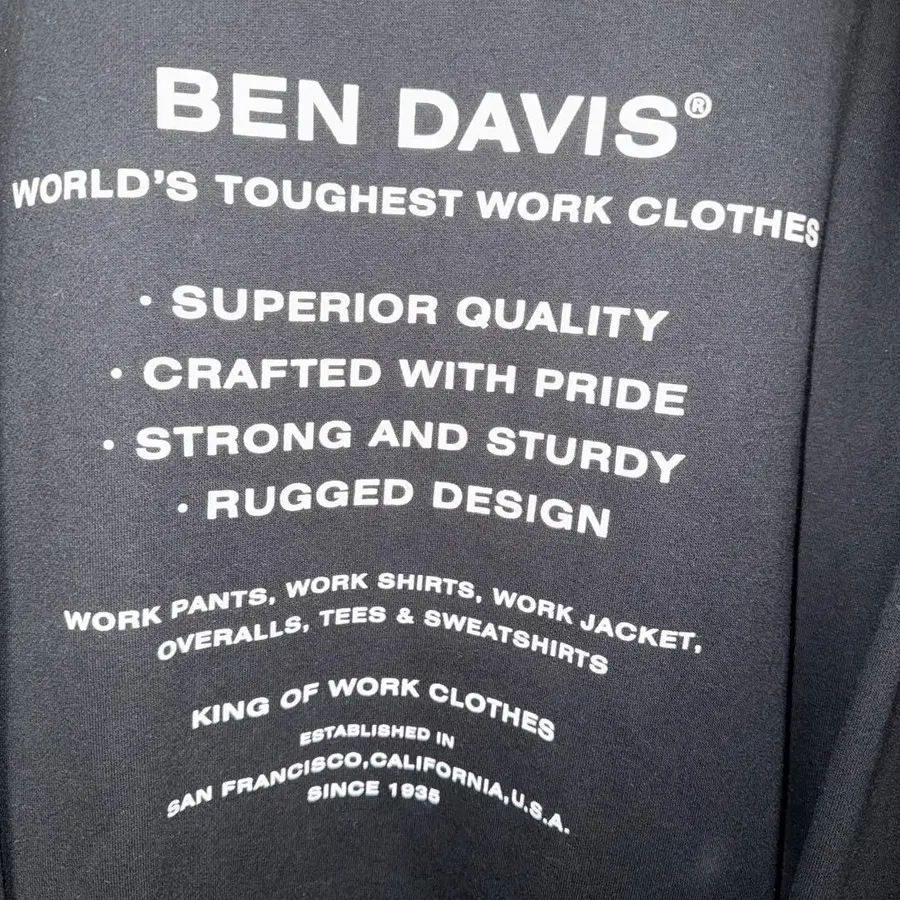 BEN DAVIS®
WORLD'S TOUGHEST WORK CLOTHES
• SUPERIOR QUALITY
• CRAFTED WITH PRIDE
• STRONG AND STURDY
• RUGGED DESIGN
WORK PANTS, WORK SHIRTS, WORK JACKET,
OVERALLS, TEES & SWEATSHIRTS
KING OF WORK CLOTHES
ESTABLISHED IN
SAN FRANCISCO,CALIFORNIA,U.S.A.
SINCE 1935